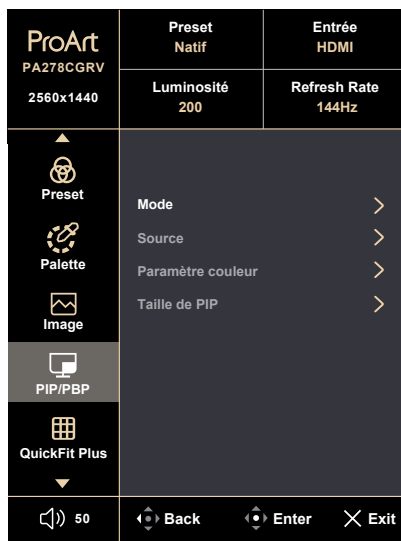 ProArt
PA278CGRV
2560x1440
Preset
Natif
Entrée
HDMI
Luminosité
200
Refresh Rate
144Hz
Preset
Palette
Image
PIP/PBP
QuickFit Plus
Mode
Source
Paramètre couleur
Taille de PIP
50
Back
Enter
Exit